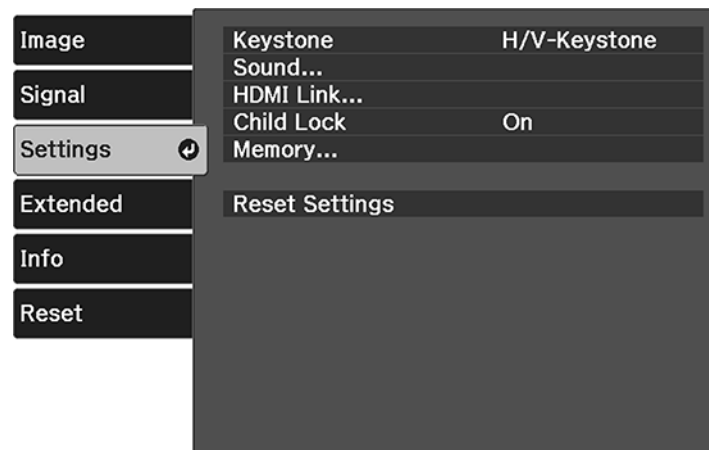 Image
Signal
Settings
Extended
Info
Reset
Keystone H/V-Keystone
Sound...
HDMI Link...
Child Lock On
Memory...
Reset Settings